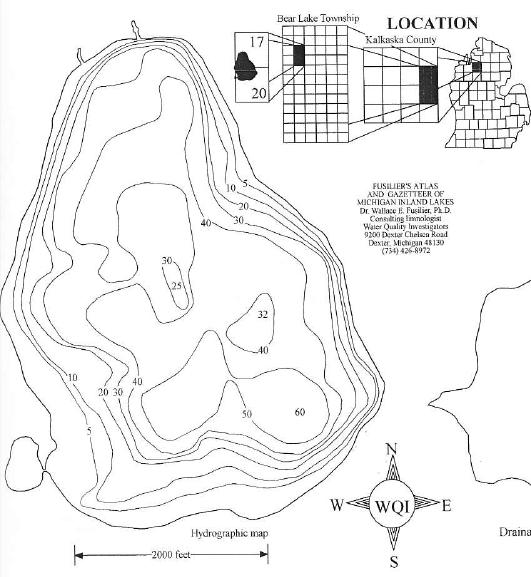 LOCATION
Bear Lake Township
Kalkaska County
17
20
5
10
20
30
40
FUSILIER'S ATLAS
AND GAZETTEER OF
MICHIGAN INLAND LAKES
Dr. Wallace E. Fusilier, Ph.D.
Consulting limnologist
Water Quality Investigators
9200 Dexter Chelsea Road
Dexter, Michigan 48130
(734) 426-8972
30
25
32
40
10
20 30
40
50
60
5
N
W WQI E
S
Hydrographic map
2000 feet
Draina